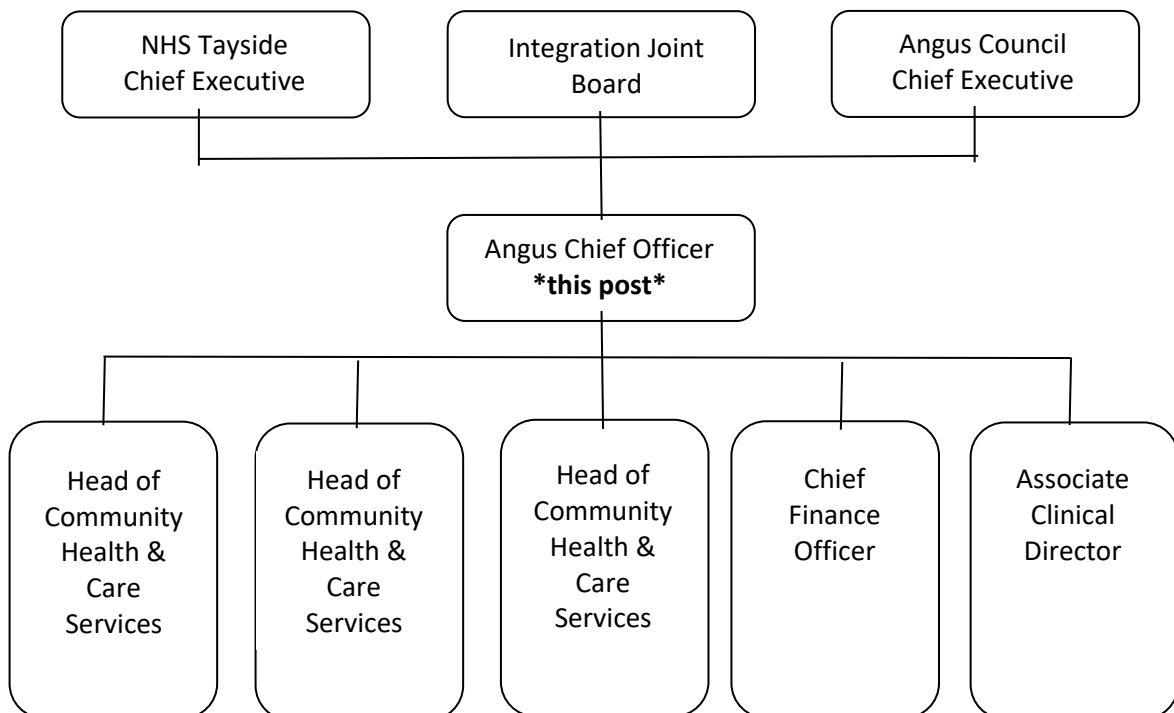 NHS Tayside
Chief Executive
Integration Joint
Board
Angus Council
Chief Executive
Angus Chief Officer
*this post*
Head of
Community
Health &
Care
Services
Head of
Community
Health &
Care
Services
Head of
Community
Health &
Care
Services
Chief
Finance
Officer
Associate
Clinical
Director